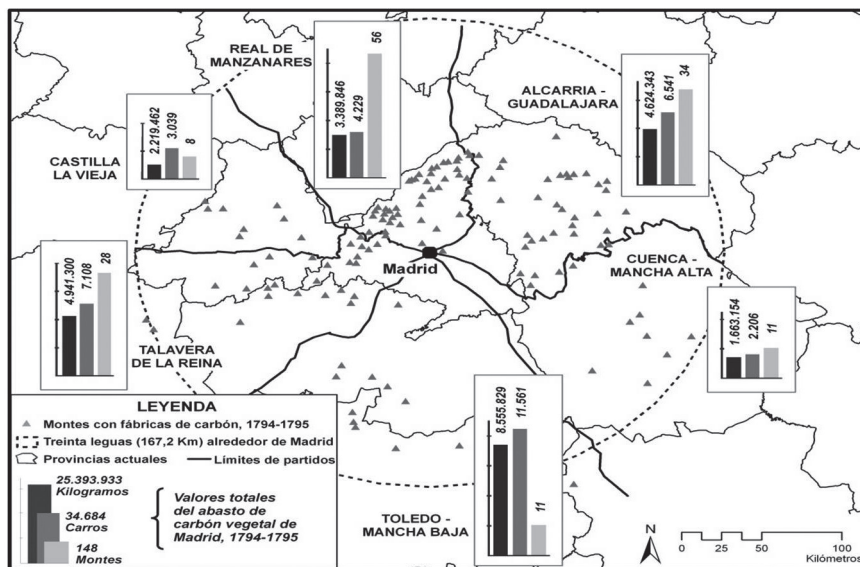 REAL DE
MANZANARES
3.389.846
4.229
56
ALCARRIA -
GUADALAJARA
4.624.343
6.541
34
CASTILLA
LA VIEJA
2.219.462
3.039
8
Madrid
CUENCA -
MANCHA ALTA
1.663.154
2.206
11
4.941.300
7.108
28
TALAVERA
DE LA REINA
8.555.829
11.561
11
TOLEDO -
MANCHA BAJA
LEYENDA
Montes con fábricas de carbón, 1794-1795
Treinta leguas (167,2 Km) alrededor de Madrid
Provincias actuales
Límites de partidos
25.393.933
Kilogramos
34.684
Carros
148
Montes
Valores totales
del abasto de
carbón vegetal de
Madrid, 1794-1795
N
0 25 50 100
Kilómetros